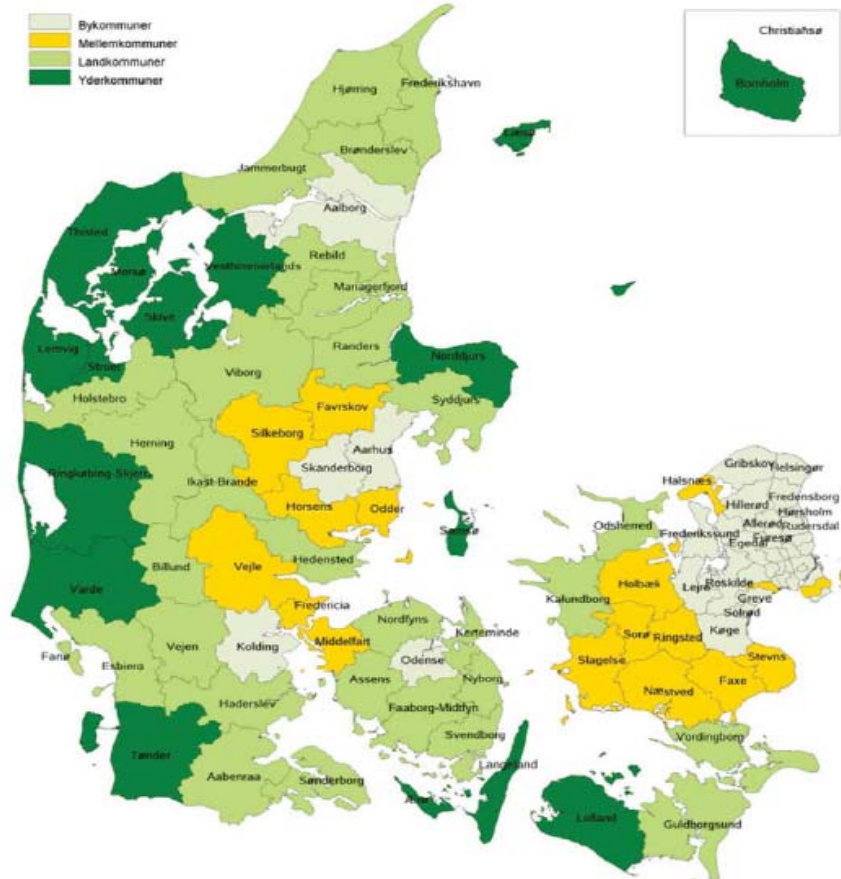 Bykommuner
Mellemkommuner
Landkommuner
Yderkommuner
Christiansø
Bornholm
Hjørring
Frederikshavn
Læsø
Brønderslev
Jammerbugt
Aalborg
Thisted
Rebild
Vesthimmerlands
Morsø
Mariagerfjord
Skive
Randers
Norddjurs
Lemvig
Struer
Viborg
Holstebro
Favrskov
Syddjurs
Silkeborg
Herning
Aarhus
Skanderborg
Ringkøbing-Skjern
Ikast-Brande
Horsens
Odder
Samsø
Hedensted
Billund
Vejle
Varde
Fredericia
Gribskov
Helsingør
Halsnæs
Fredensborg
Hillerød
Hørsholm
Allerød
Rudersdal
Odsherred
Frederikssund
Furesø
Egedal
Holbæk
Lejre
Roskilde
Kalundborg
Greve
Solrød
Sorø
Ringsted
Køge
Stevns
Slagelse
Faxe
Næstved
Nordfyns
Middelfart
Kerteminde
Vejen
Kolding
Odense
Fanø
Esbjerg
Assens
Nyborg
Haderslev
Faaborg-Midtfyn
Svendborg
Vordingborg
Tønder
Langeland
Aabenraa
Sønderborg
Ærø
Lolland
Guldborgsund